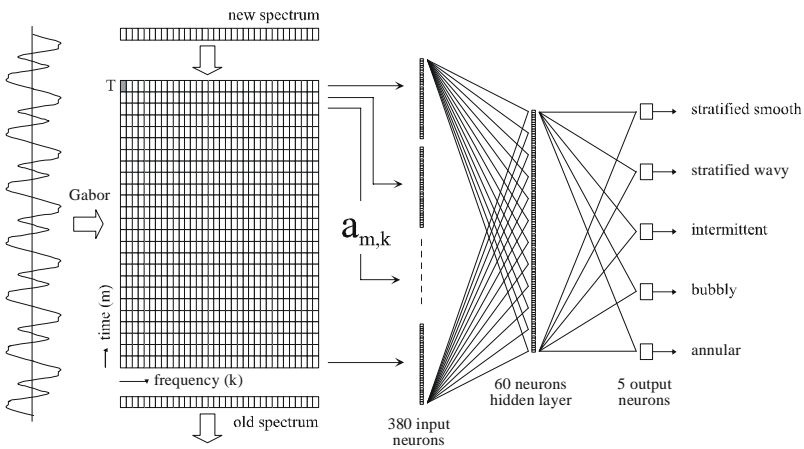 new spectrum
T
Gabor
a m,k
time (m)
frequency (k)
old spectrum
380 input
neurons
60 neurons
hidden layer
5 output
neurons
stratified smooth
stratified wavy
intermittent
bubbly
annular